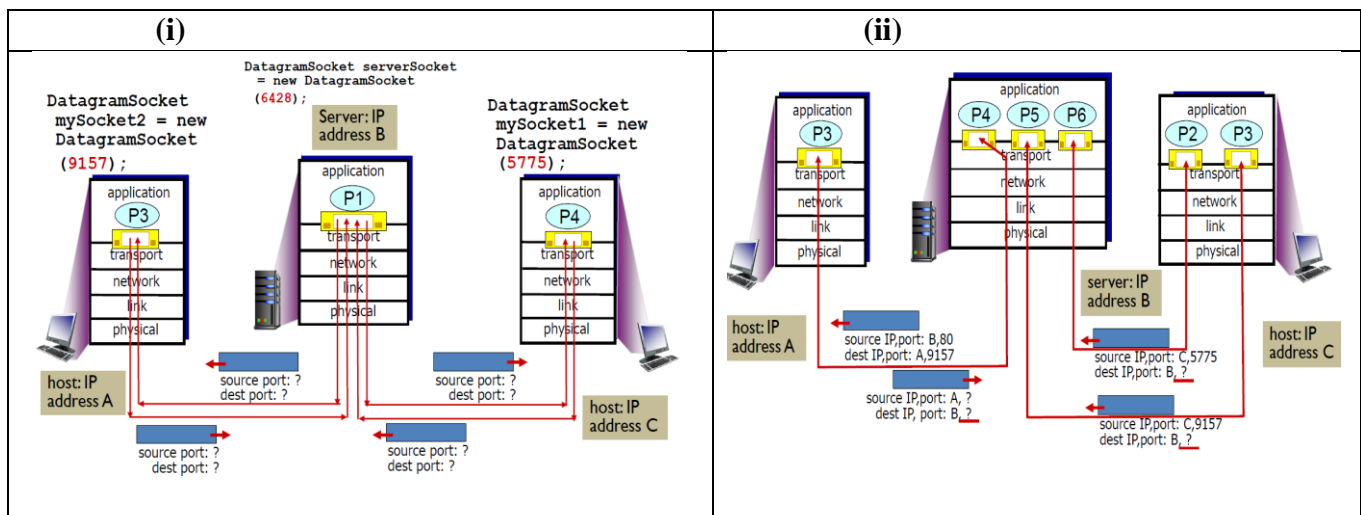 (i)
(ii)
DatagramSocket serverSocket
= new DatagramSocket
(6428);
DatagramSocket
mySocket2 = new
DatagramSocket
(9157);
Server: IP
address B
DatagramSocket
mySocket1 = new
DatagramSocket
(5775);
application
P3
transport
network
link
physical
application
P1
transport
network
link
physical
application
P4
transport
network
link
physical
host: IP
address A
source port: ?
dest port: ?
source port: ?
dest port: ?
host: IP
address C
source port: ?
dest port: ?
source port: ?
dest port: ?
application
P3
transport
network
link
physical
application
P4 P5 P6
transport
network
link
physical
application
P2 P3
transport
network
link
physical
server: IP
address B
host: IP
address A
host: IP
address C
source IP,port: B,80
dest IP,port: A,9157
source IP,port: C,5775
dest IP,port: B, ?
source IP,port: A, ?
dest IP, port: B, ?
source IP,port: C,9157
dest IP,port: B, ?